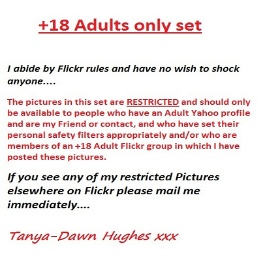 +18 Adults only set
I abide by Flickr rules and have no wish to shock
anyone....
The pictures in this set are RESTRICTED and should only
be available to people who have an Adult Yahoo profile
and are my Friend or contact, and who have set their
personal safety filters appropriately and/or who are
members of an +18 Adult Flickr group in which I have
posted these pictures.
If you see any of my restricted Pictures
elsewhere on Flickr please mail me
immediately....
Tanya-Dawn Hughes xxx